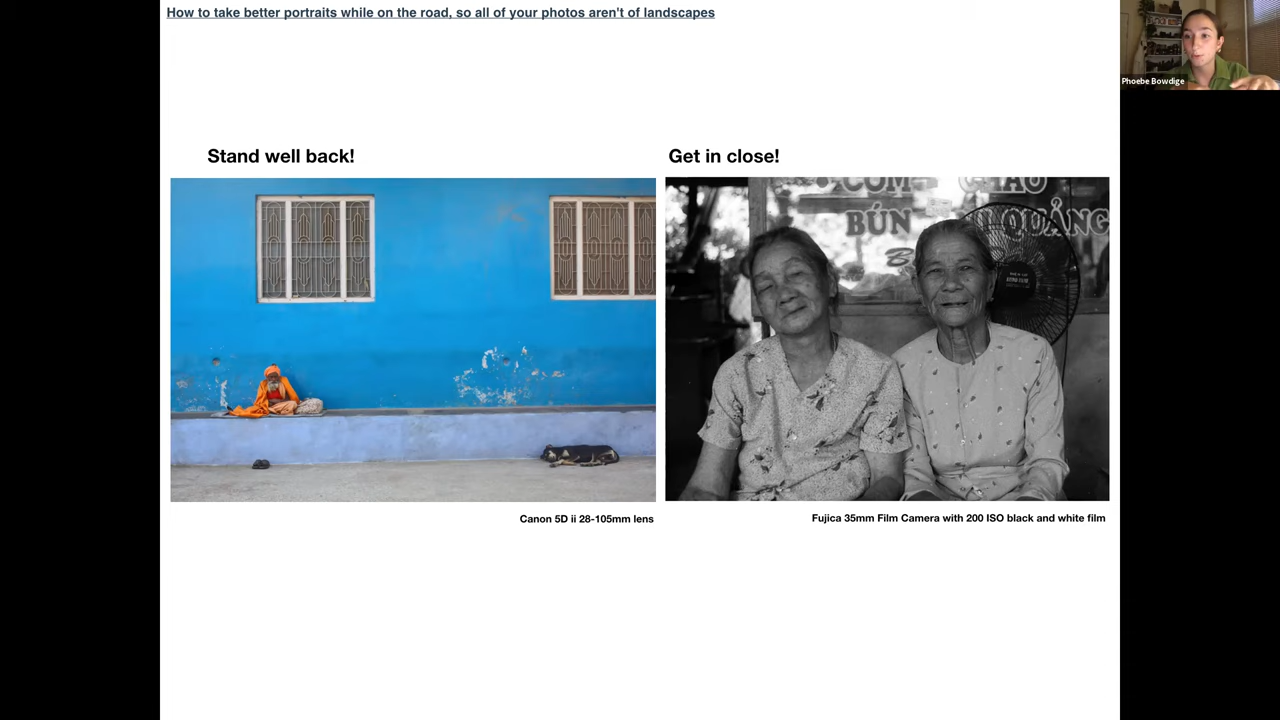 How to take better portraits while on the road, so all of your photos aren't of landscapes
Phoebe Bowdige
Stand well back!
Get in close!
BÚN
QUẢNG
Canon 5D ii 28-105mm lens
Fujica 35mm Film Camera with 200 ISO black and white film